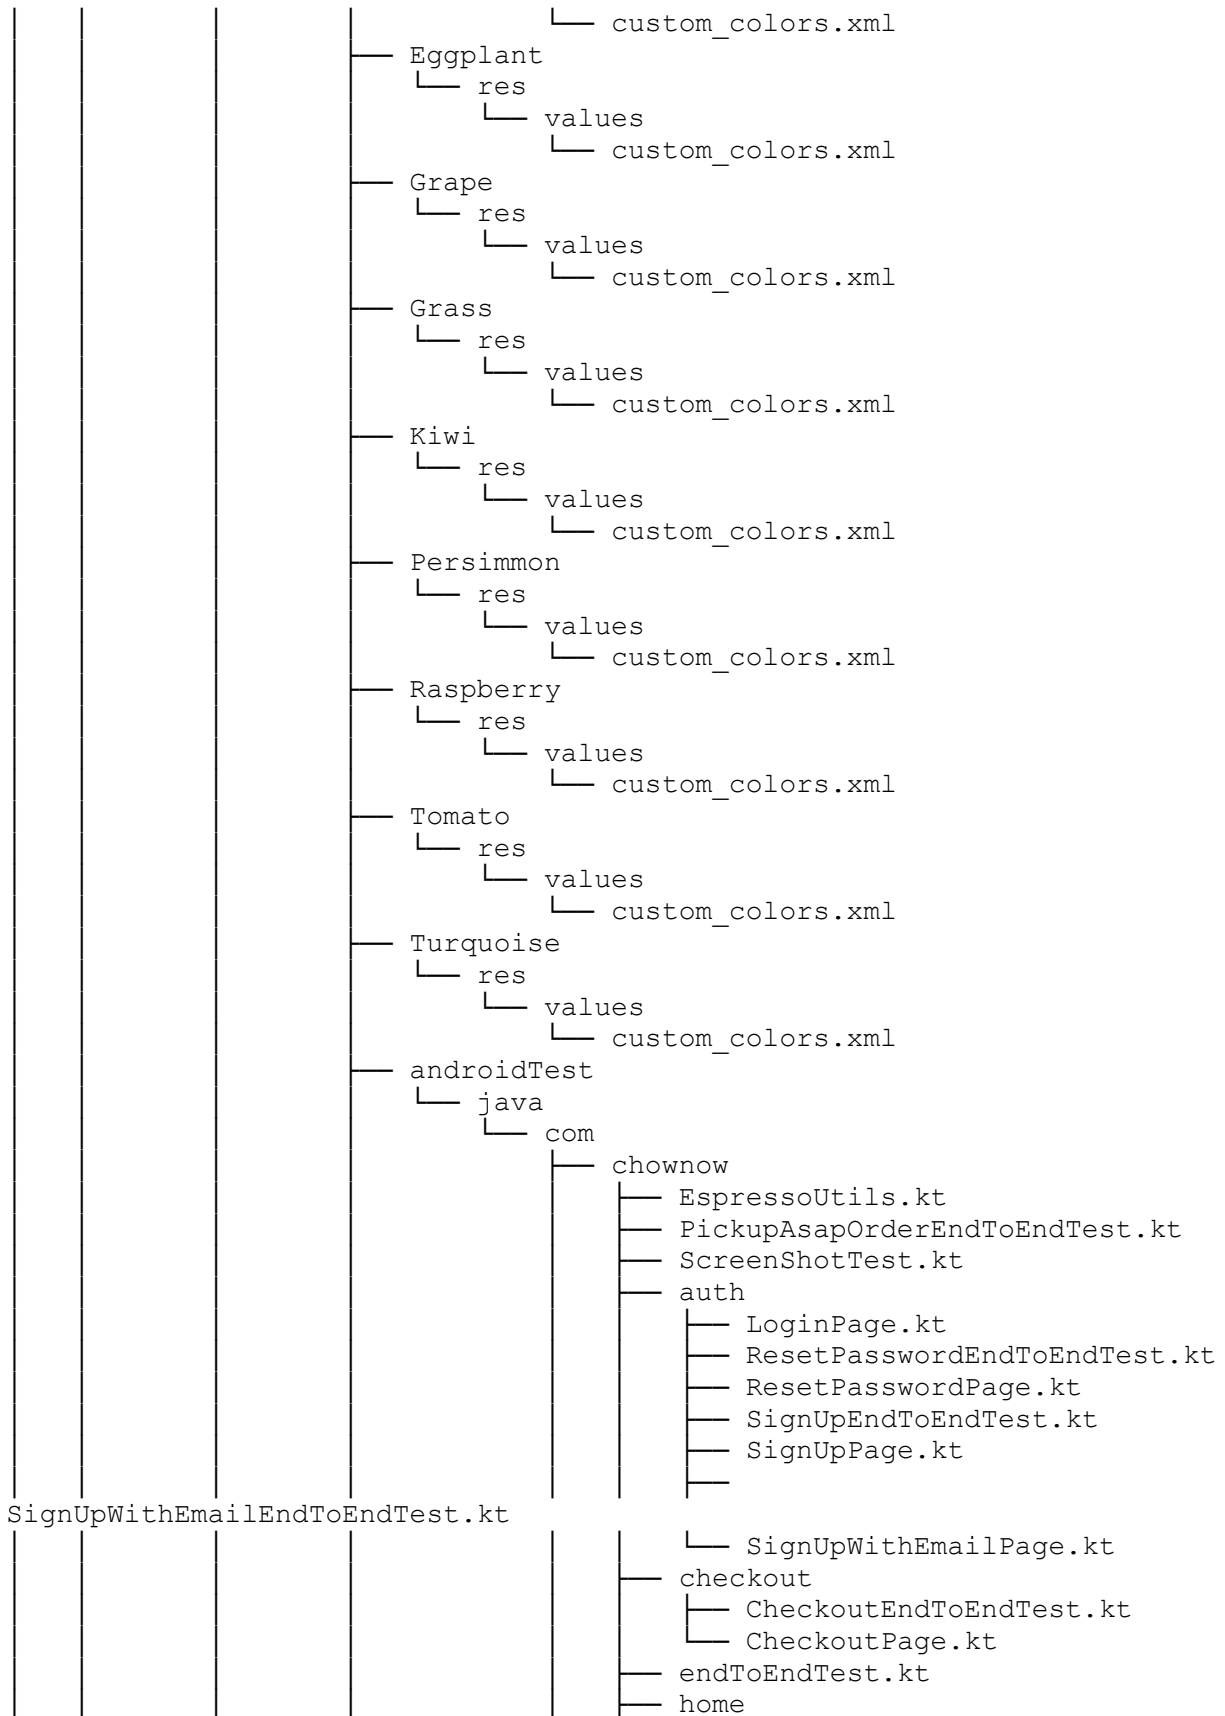 │   │       │       │           └── custom_colors.xml
│   │       │       ├── Eggplant
│   │       │       │   └── res
│   │       │       │       └── values
│   │       │       │           └── custom_colors.xml
│   │       │       ├── Grape
│   │       │       │   └── res
│   │       │       │       └── values
│   │       │       │           └── custom_colors.xml
│   │       │       ├── Grass
│   │       │       │   └── res
│   │       │       │       └── values
│   │       │       │           └── custom_colors.xml
│   │       │       ├── Kiwi
│   │       │       │   └── res
│   │       │       │       └── values
│   │       │       │           └── custom_colors.xml
│   │       │       ├── Persimmon
│   │       │       │   └── res
│   │       │       │       └── values
│   │       │       │           └── custom_colors.xml
│   │       │       ├── Raspberry
│   │       │       │   └── res
│   │       │       │       └── values
│   │       │       │           └── custom_colors.xml
│   │       │       ├── Tomato
│   │       │       │   └── res
│   │       │       │       └── values
│   │       │       │           └── custom_colors.xml
│   │       │       ├── Turquoise
│   │       │       │   └── res
│   │       │       │       └── values
│   │       │       │           └── custom_colors.xml
│   │       │       ├── androidTest
│   │       │       │   └── java
│   │       │       │       └── com
│   │       │       │           ├── chownow
│   │       │       │           │   ├── EspressoUtils.kt
│   │       │       │           │   ├── PickupAsapOrderEndToEndTest.kt
│   │       │       │           │   ├── ScreenShotTest.kt
│   │       │       │           │   ├── auth
│   │       │       │           │   │   ├── LoginPage.kt
│   │       │       │           │   │   ├── ResetPasswordEndToEndTest.kt
│   │       │       │           │   │   ├── ResetPasswordPage.kt
│   │       │       │           │   │   ├── SignUpEndToEndTest.kt
│   │       │       │           │   │   ├── SignUpPage.kt
│   │       │       │           │   │   ├──
SignUpWithEmailEndToEndTest.kt
│   │       │       │           │   │   └── SignUpWithEmailPage.kt
│   │       │       │           │   ├── checkout
│   │       │       │           │   │   ├── CheckoutEndToEndTest.kt
│   │       │       │           │   │   └── CheckoutPage.kt
│   │       │       │           │   ├── endToEndTest.kt
│   │       │       │           │   ├── home